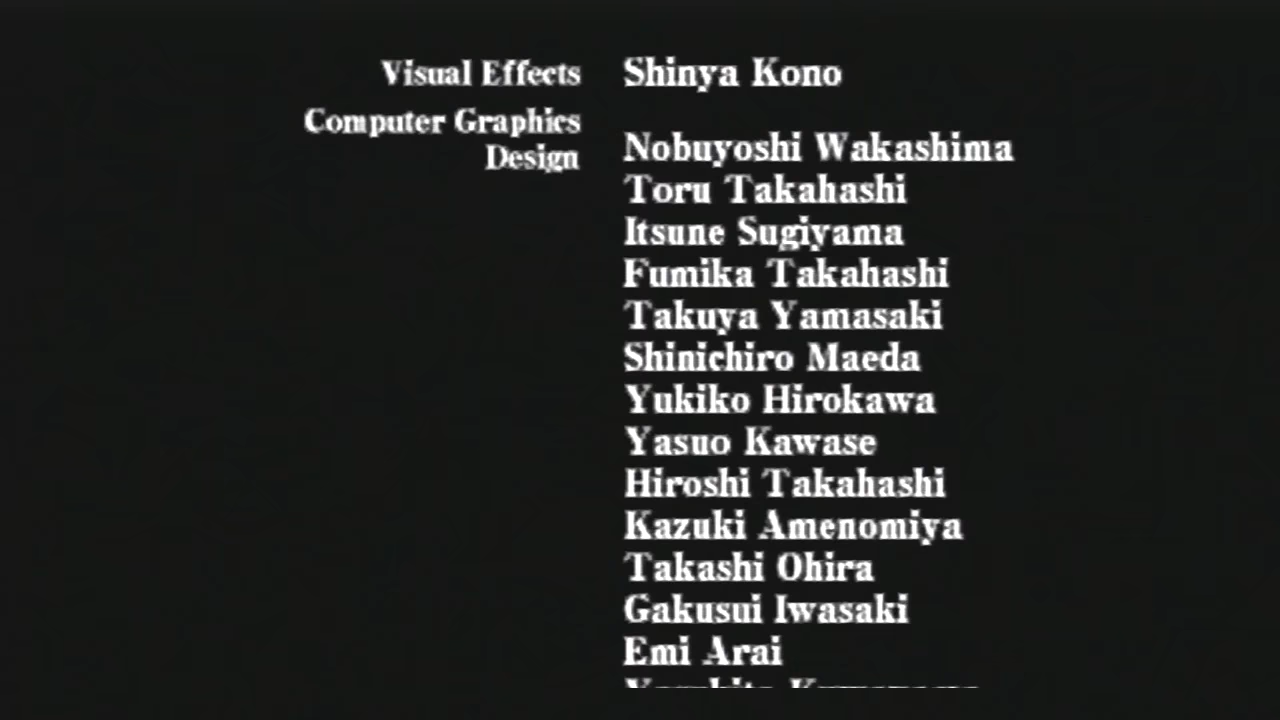 Visual Effects Shinya Kono
Computer Graphics
Design
Nobuyoshi Wakashima
Toru Takahashi
Itsune Sugiyama
Fumika Takahashi
Takuya Yamasaki
Shinichiro Maeda
Yukiko Hirokawa
Yasuo Kawase
Hiroshi Takahashi
Kazuki Amenomiya
Takashi Ohira
Gakusui Iwasaki
Emi Arai